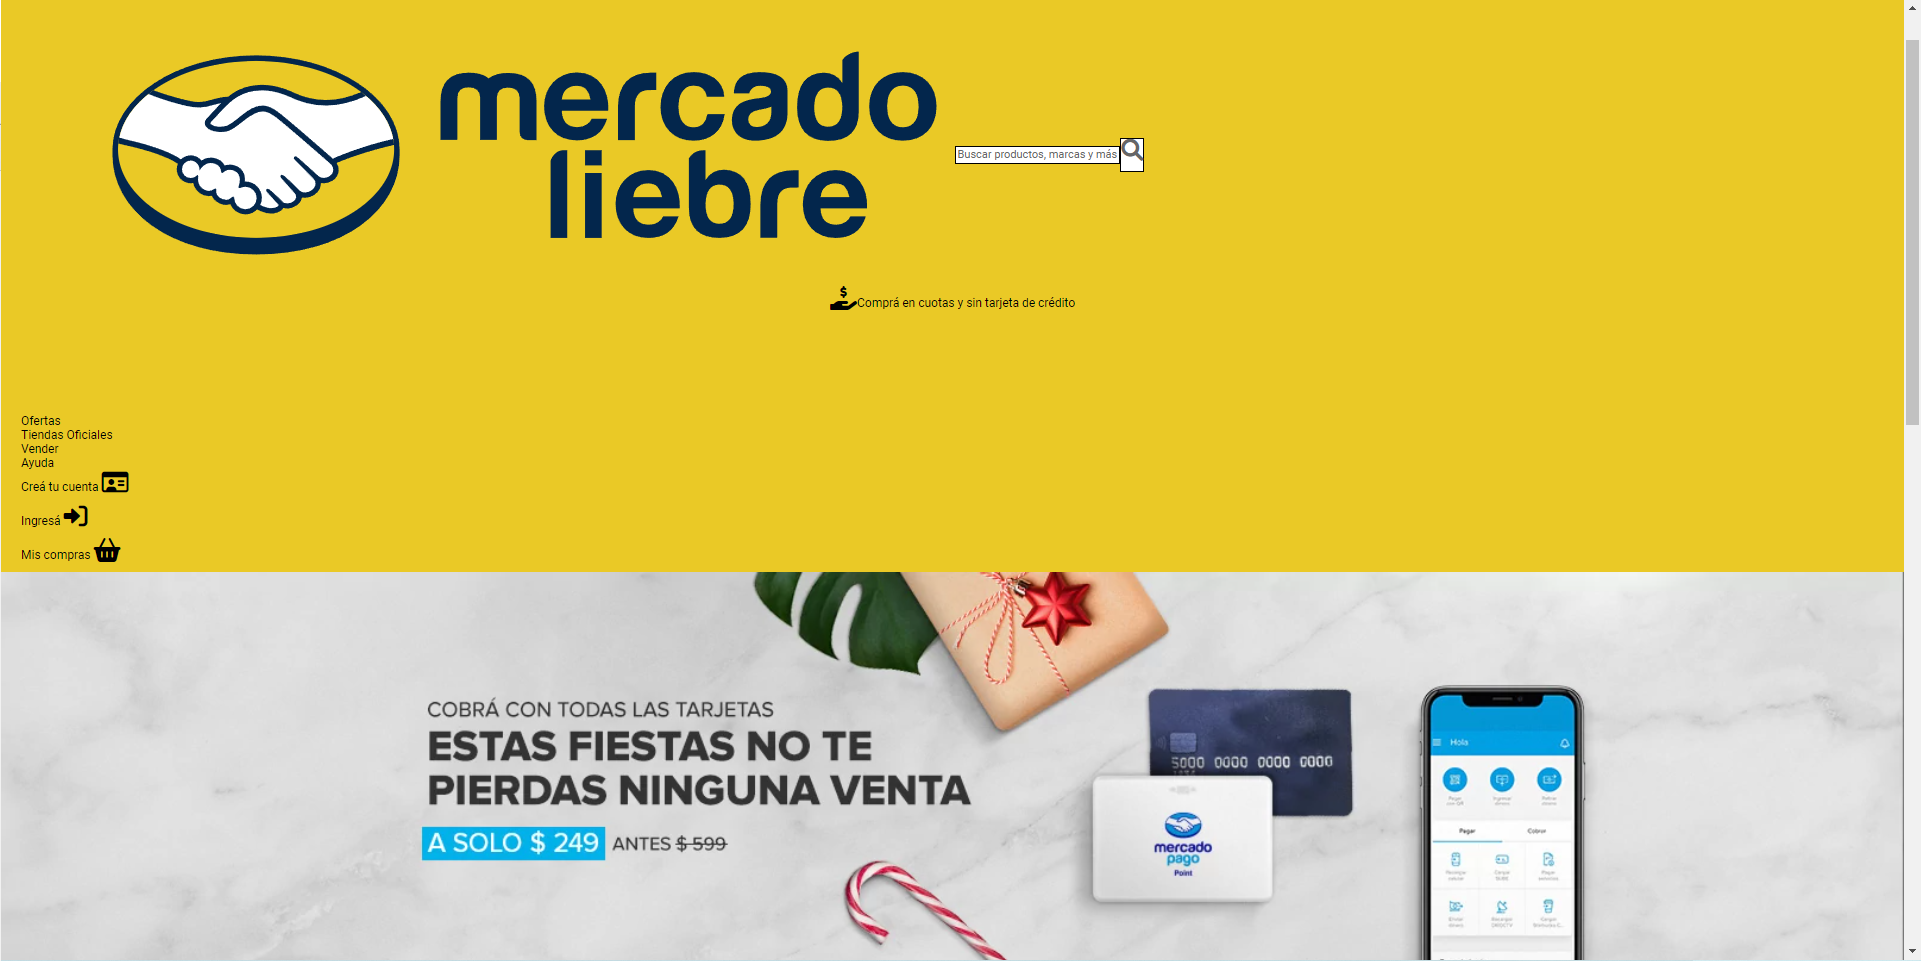 mercado
liebre
Buscar productos, marcas y más
Comprá en cuotas y sin tarjeta de crédito
Ofertas
Tiendas Oficiales
Vender
Ayuda
Creá tu cuenta
Ingresá
Mis compras
COBRÁ CON TODAS LAS TARJETAS
ESTAS FIESTAS NO TE
PIERDAS NINGUNA VENTA
A SOLO $ 249 ANTES $ 599
5000 0000 0000 0000
mercado
pago
Point
Hola
Pagar Cobrar